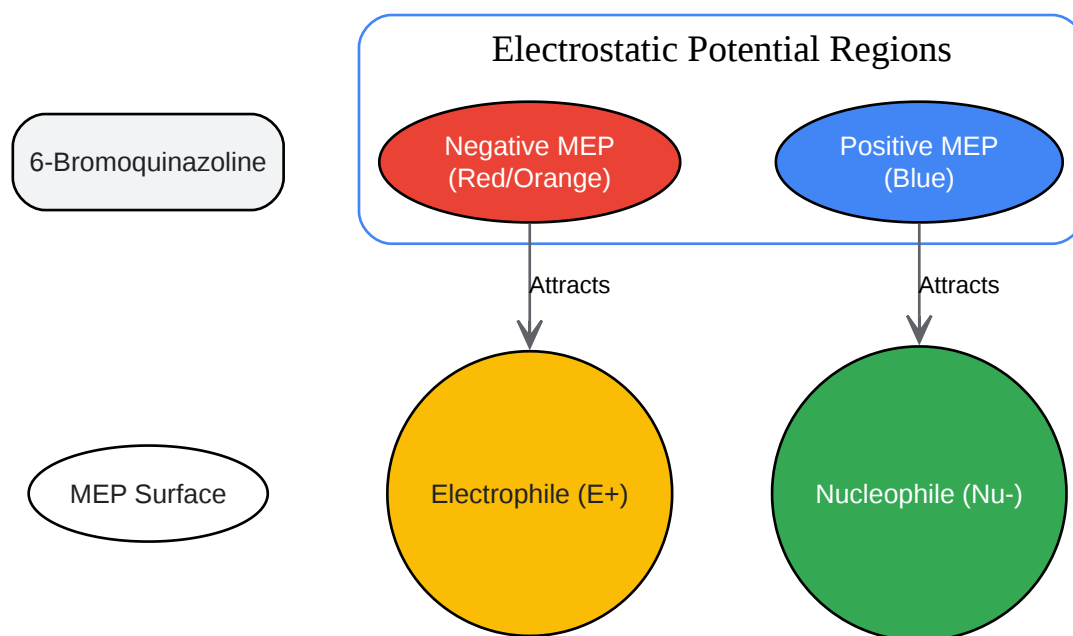 Electrostatic Potential Regions
6-Bromoquinazoline
Negative MEP
(Red/Orange)
Positive MEP
(Blue)
Attracts
Attracts
MEP Surface
Electrophile (E+)
Nucleophile (Nu-)